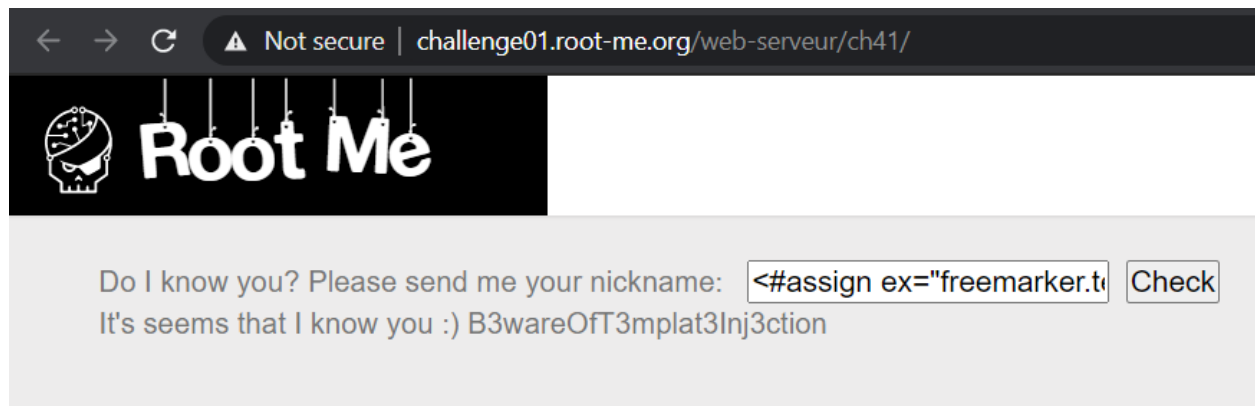 Not secure | challenge01.root-me.org/web-serveur/ch41/
Root Me
Do I know you? Please send me your nickname: <#assign ex="freemarker.te Check
It's seems that I know you :) B3wareOfT3mplat3Inj3ction